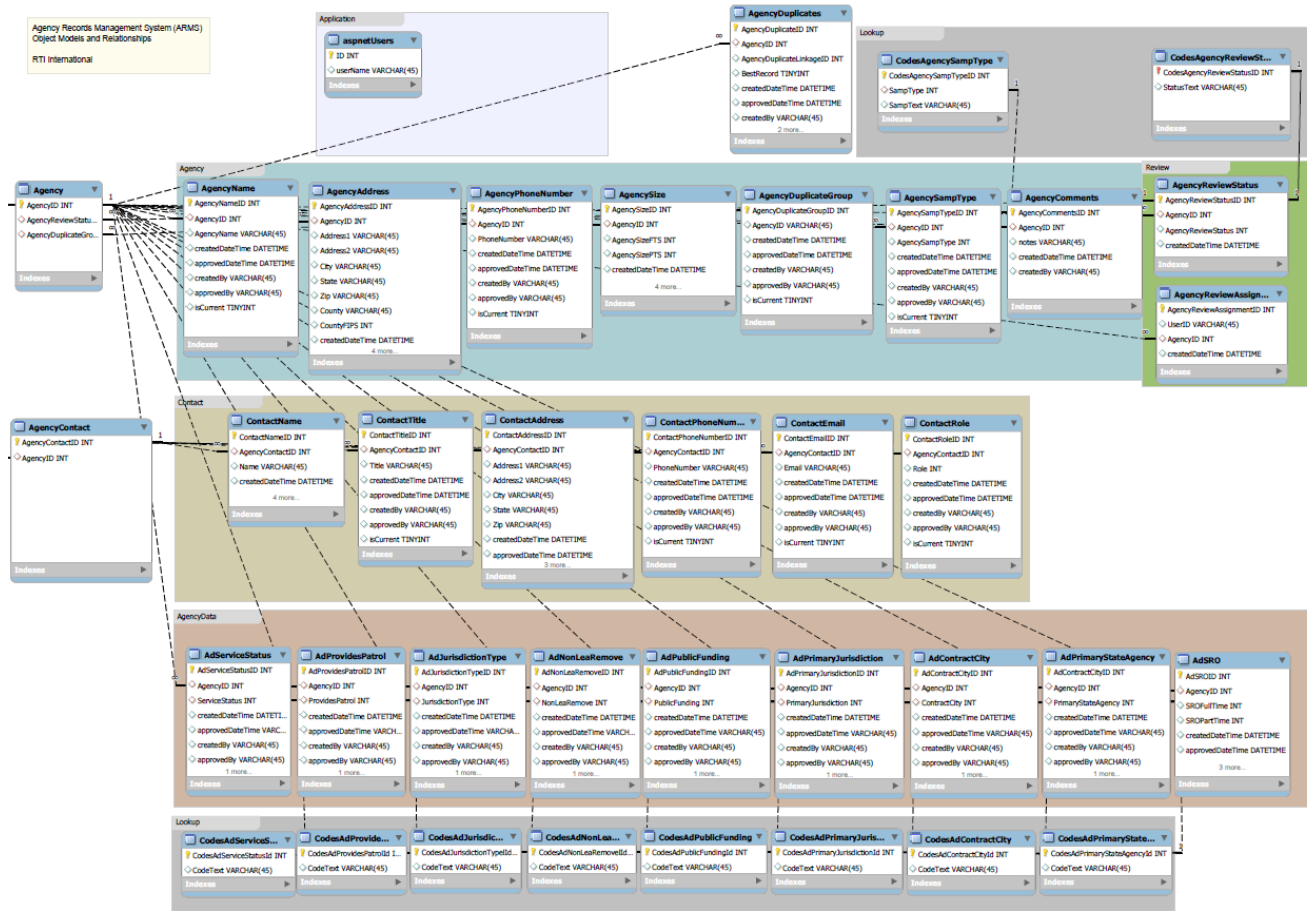 Agency Records Management System (ARMS)
Object Models and Relationships
RTI International
Application
aspnetUsers
ID INT
userName VARCHAR(45)
Indexes
AgencyDuplicates
AgencyDuplicateID INT
AgencyID INT
AgencyDuplicateLinkageID INT
BestRecord TINYINT
createdDateTime DATETIME
approvedDateTime DATETIME
createdBy VARCHAR(45)
2 more...
Indexes
Lookup
CodesAgencySampType
CodesAgencySampTypeID INT
SampType INT
SampText VARCHAR(45)
Indexes
CodesAgencyReviewSt...
CodesAgencyReviewStatusID INT
StatusText VARCHAR(45)
Indexes
Agency
AgencyID INT
AgencyReviewStatu...
AgencyDuplicateGro...
Indexes
Agency
AgencyName
AgencyNameID INT
AgencyID INT
AgencyName VARCHAR(45)
createdDateTime DATETIME
approvedDateTime DATETIME
createdBy VARCHAR(45)
approvedBy VARCHAR(45)
isCurrent TINYINT
Indexes
AgencyAddress
AgencyAddressID INT
AgencyID INT
Address1 VARCHAR(45)
Address2 VARCHAR(45)
City VARCHAR(45)
State VARCHAR(45)
Zip VARCHAR(45)
County VARCHAR(45)
CountyFIPS INT
createdDateTime DATETIME
4 more...
Indexes
AgencyPhoneNumber
AgencyPhoneNumberID INT
AgencyID INT
PhoneNumber VARCHAR(45)
createdDateTime DATETIME
approvedDateTime DATETIME
createdBy VARCHAR(45)
approvedBy VARCHAR(45)
isCurrent TINYINT
Indexes
AgencySize
AgencySizeID INT
AgencyID INT
AgencySizeFTS INT
AgencySizePTS INT
createdDateTime DATETIME
4 more...
Indexes
AgencyDuplicateGroup
AgencyDuplicateGroupID INT
AgencyID VARCHAR(45)
createdDateTime DATETIME
approvedDateTime DATETIME
createdBy VARCHAR(45)
approvedBy VARCHAR(45)
isCurrent TINYINT
Indexes
AgencySampType
AgencySampTypeID INT
AgencyID INT
AgencySampType INT
createdDateTime DATETIME
approvedDateTime DATETIME
createdBy VARCHAR(45)
approvedBy VARCHAR(45)
isCurrent TINYINT
Indexes
AgencyComments
AgencyCommentsID INT
AgencyID INT
notes VARCHAR(45)
createdDateTime DATETIME
createdBy VARCHAR(45)
Indexes
Review
AgencyReviewStatus
AgencyReviewStatusID INT
AgencyID INT
AgencyReviewStatus INT
createdDateTime DATETIME
Indexes
AgencyReviewAssign...
AgencyReviewAssignmentID INT
UserID VARCHAR(45)
AgencyID INT
createdDateTime DATETIME
Indexes
AgencyContact
AgencyContactID INT
AgencyID INT
Indexes
Contact
ContactName
ContactNameID INT
AgencyContactID INT
Name VARCHAR(45)
createdDateTime DATETIME
4 more...
Indexes
ContactTitle
ContactTitleID INT
AgencyContactID INT
Title VARCHAR(45)
createdDateTime DATETIME
approvedDateTime DATETIME
createdBy VARCHAR(45)
approvedBy VARCHAR(45)
isCurrent TINYINT
Indexes
ContactAddress
ContactAddressID INT
AgencyContactID INT
Address1 VARCHAR(45)
Address2 VARCHAR(45)
City VARCHAR(45)
State VARCHAR(45)
Zip VARCHAR(45)
createdDateTime DATETIME
approvedDateTime DATETIME
3 more...
Indexes
ContactPhoneNum...
ContactPhoneNumberID INT
AgencyContactID INT
PhoneNumber VARCHAR(45)
createdDateTime DATETIME
approvedDateTime DATETIME
createdBy VARCHAR(45)
approvedBy VARCHAR(45)
isCurrent TINYINT
Indexes
ContactEmail
ContactEmailID INT
AgencyContactID INT
Email VARCHAR(45)
createdDateTime DATETIME
approvedDateTime DATETIME
createdBy VARCHAR(45)
approvedBy VARCHAR(45)
isCurrent TINYINT
Indexes
ContactRole
ContactRoleID INT
AgencyContactID INT
Role INT
createdDateTime DATETIME
approvedDateTime DATETIME
createdBy VARCHAR(45)
approvedBy VARCHAR(45)
isCurrent TINYINT
Indexes
AgencyData
AdServiceStatus
AdServiceStatusID INT
AgencyID INT
ServiceStatus INT
createdDateTime DATETI...
approvedDateTime VARC...
createdBy VARCHAR(45)
approvedBy VARCHAR(45)
1 more...
Indexes
AdProvidesPatrol
AdProvidesPatrolID INT
AgencyID INT
ProvidesPatrol INT
createdDateTime DATETIME
approvedDateTime VARCH...
createdBy VARCHAR(45)
approvedBy VARCHAR(45)
1 more...
Indexes
AdJurisdictionType
AdJurisdictionTypeID INT
AgencyID INT
JurisdictionType INT
createdDateTime DATETIME
approvedDateTime VARCHA...
createdBy VARCHAR(45)
approvedBy VARCHAR(45)
1 more...
Indexes
AdNonLeaRemove
AdNonLeaRemoveID INT
AgencyID INT
NonLeaRemove INT
createdDateTime DATETIME
approvedDateTime VARCH...
createdBy VARCHAR(45)
approvedBy VARCHAR(45)
1 more...
Indexes
AdPublicFunding
AdPublicFundingID INT
AgencyID INT
PublicFunding INT
createdDateTime DATETIME
approvedDateTime VARCHAR(45)
createdBy VARCHAR(45)
approvedBy VARCHAR(45)
1 more...
Indexes
AdPrimaryJurisdiction
AdPrimaryJurisdictionID INT
AgencyID INT
PrimaryJurisdiction INT
createdDateTime DATETIME
approvedDateTime VARCHAR(45)
createdBy VARCHAR(45)
approvedBy VARCHAR(45)
1 more...
Indexes
AdContractCity
AdContractCityID INT
AgencyID INT
ContractCity INT
createdDateTime DATETIME
approvedDateTime VARCHAR(45)
createdBy VARCHAR(45)
approvedBy VARCHAR(45)
1 more...
Indexes
AdPrimaryStateAgency
AdContractCityID INT
AgencyID INT
PrimaryStateAgency INT
createdDateTime DATETIME
approvedDateTime VARCHAR(45)
createdBy VARCHAR(45)
approvedBy VARCHAR(45)
1 more...
Indexes
AdSRO
AdSROID INT
AgencyID INT
SROFullTime INT
SROPartTime INT
createdDateTime DATETIME
approvedDateTime DATETIME
3 more...
Indexes
Lookup
CodesAdServiceS...
CodesAdServiceStatusId INT
CodeText VARCHAR(45)
Indexes
CodesAdProvide...
CodesAdProvidesPatrolId I...
CodeText VARCHAR(45)
Indexes
CodesAdJurisdic...
CodesAdJurisdictionTypeIId...
CodeText VARCHAR(45)
Indexes
CodesAdNonLea...
CodesAdNonLeaRemoveId...
CodeText VARCHAR(45)
Indexes
CodesAdPublicFunding
CodesAdPublicFundingId INT
CodeText VARCHAR(45)
Indexes
CodesAdPrimaryJuris...
CodesAdPrimaryJurisdictionId INT
CodeText VARCHAR(45)
Indexes
CodesAdContractCity
CodesAdContractCityId INT
CodeText VARCHAR(45)
Indexes
CodesAdPrimaryState...
CodesAdPrimaryStateAgencyId INT
CodeText VARCHAR(45)
Indexes